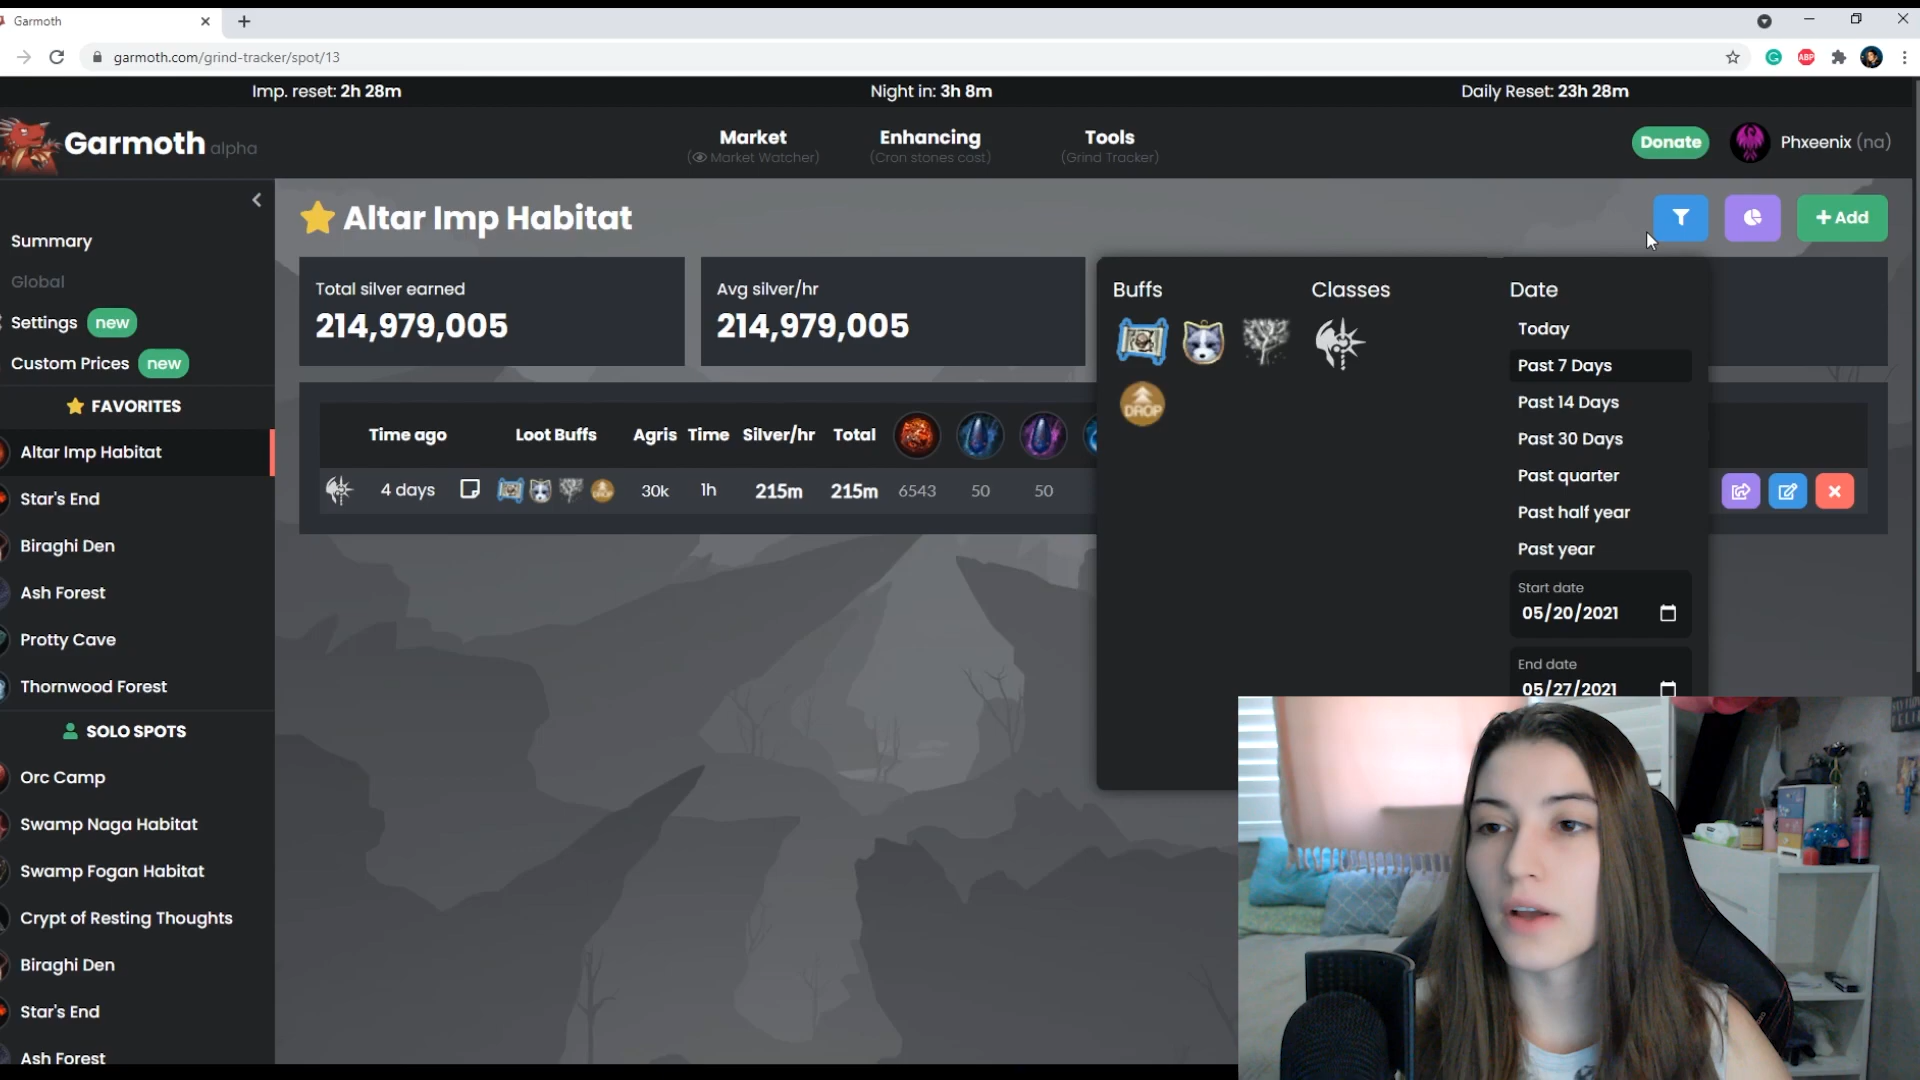 Garmoth
garmoth.com/grind-tracker/spot/13
ABP
Imp. reset: 2h 28m
Night in: 3h 8m
Daily Reset: 23h 28m
Garmoth alpha
Market
(Market Watcher)
Enhancing
(Cron stones cost)
Tools
(Grind Tracker)
Donate
Phxeenix (na)
Summary
Global
Settings new
Custom Prices new
FAVORITES
Altar Imp Habitat
Star's End
Biraghi Den
Ash Forest
Protty Cave
Thornwood Forest
SOLO SPOTS
Orc Camp
Swamp Naga Habitat
Swamp Fogan Habitat
Crypt of Resting Thoughts
Biraghi Den
Star's End
Ash Forest
Altar Imp Habitat
+ Add
Total silver earned
214,979,005
Avg silver/hr
214,979,005
Time ago Loot Buffs Agris Time Silver/hr Total
4 days 30k 1h 215m 215m 6543 50 50
Buffs
DROP
Classes
Date
Today
Past 7 Days
Past 14 Days
Past 30 Days
Past quarter
Past half year
Past year
Start date
05/20/2021
End date
05/27/2021